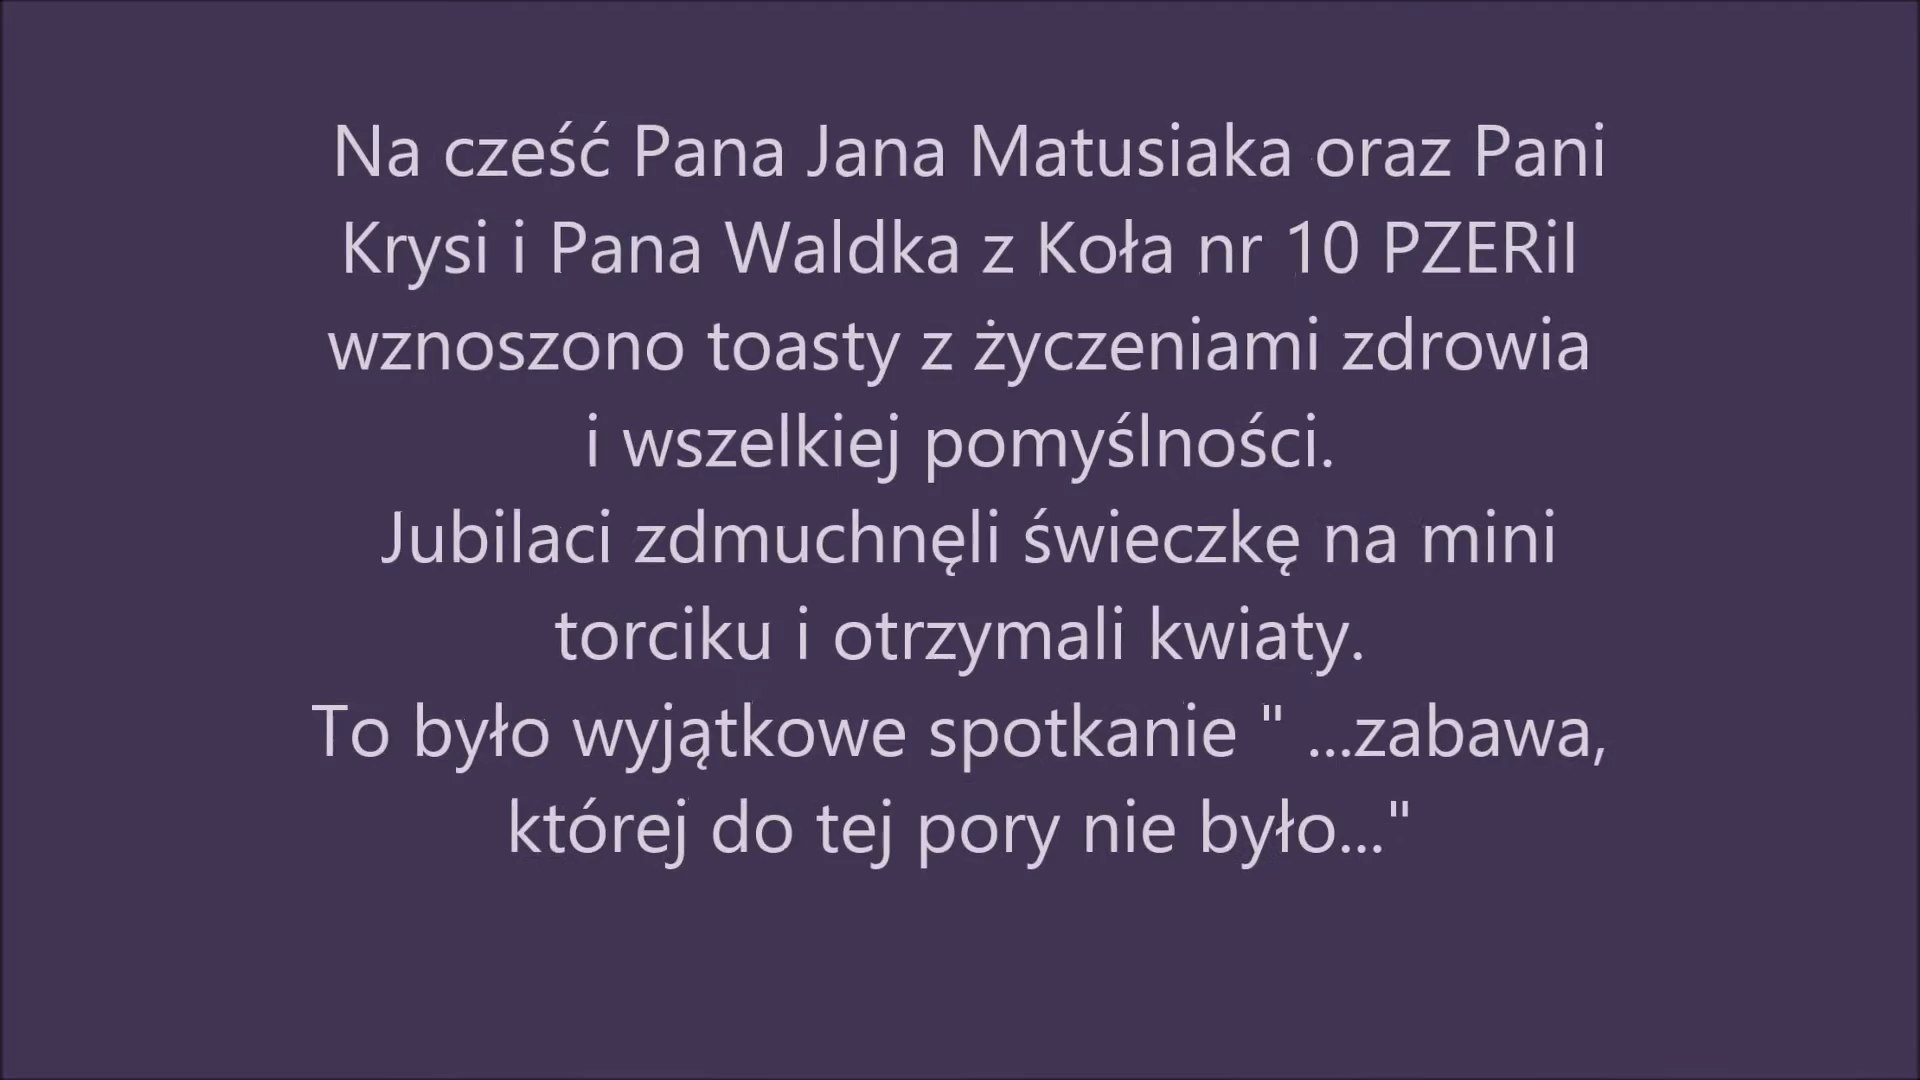 Na cześć Pana Jana Matusiaka oraz Pani
Krysi i Pana Waldka z Koła nr 10 PZERiI
wznoszono toasty z życzeniami zdrowia
i wszelkiej pomyślności.
Jubilaci zdmuchnęli świeczkę na mini
torciku i otrzymali kwiaty.
To było wyjątkowe spotkanie " ...zabawa,
której do tej pory nie było..."